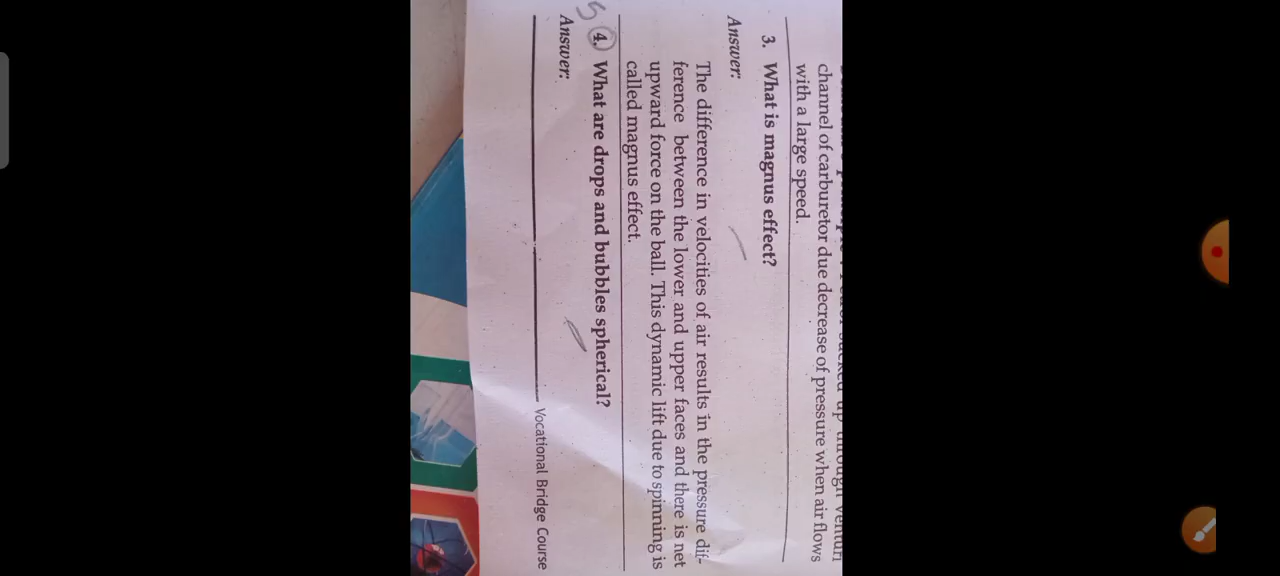 channel of carburetor due decrease of pressure when air flows
with a large speed.
3. What is magnus effect?
Answer:
The difference in velocities of air results in the pressure dif-
ference between the lower and upper faces and there is net
upward force on the ball. This dynamic lift due to spinning is
called magnus effect.
5
4. What are drops and bubbles spherical?
Answer:
Vocational Bridge Course